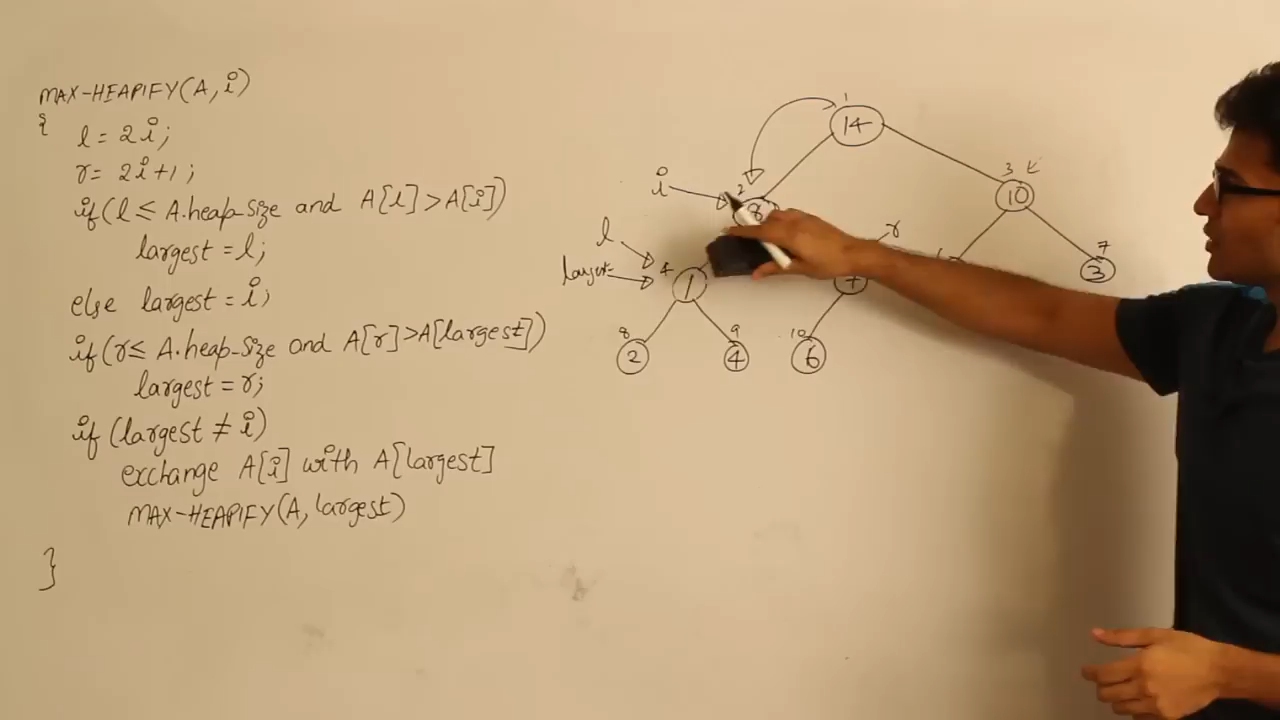 MAX-HEAPIFY(A, i)
{
l = 2i;
r = 2i+1;
if(l ≤ A.heap-size and A[l] > A[i])
largest = l;
else largest = i;
if(r ≤ A.heap-size and A[r] > A[largest])
largest = r;
if (largest ≠ i)
exchange A[i] with A[largest]
MAX-HEAPIFY(A, largest)
}
1
14
i
2
8
3
10
l
r
largest
4
1
7
3
8
2
9
4
10
6